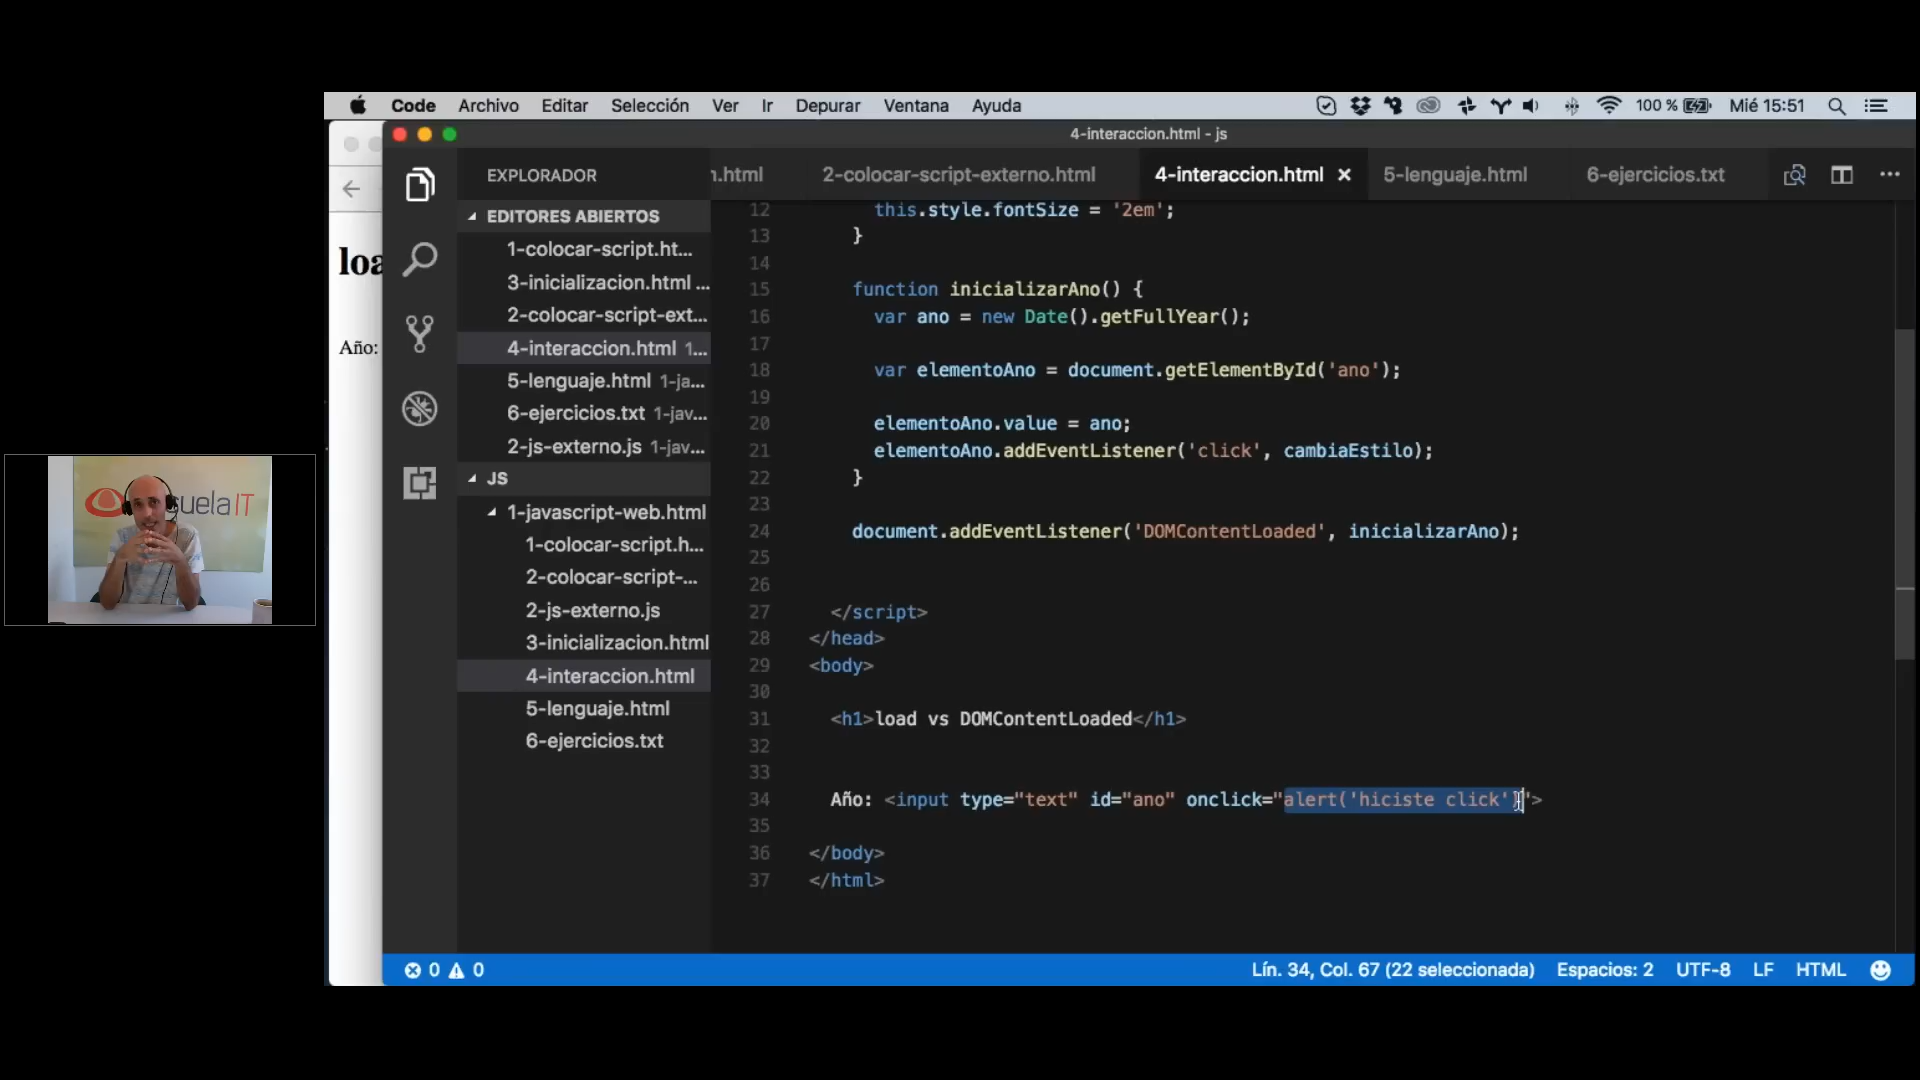 Code Archivo Editar Selección Ver Ir Depurar Ventana Ayuda 100 % Mié 15:51
4-interaccion.html - js
EXPLORADOR
n.html 2-colocar-script-externo.html 4-interaccion.html × 5-lenguaje.html 6-ejercicios.txt ···
EDITORES ABIERTOS
1-colocar-script.ht...
3-inicializacion.html ...
2-colocar-script-ext...
4-interaccion.html 1...
5-lenguaje.html 1-ja...
6-ejercicios.txt 1-jav...
2-js-externo.js 1-jav...
JS
1-javascript-web.html
1-colocar-script.h...
2-colocar-script-...
2-js-externo.js
3-inicializacion.html
4-interaccion.html
5-lenguaje.html
6-ejercicios.txt
loa
Año:
uela IT
12 this.style.fontSize = '2em';
13 }
14
15 function inicializarAno() {
16 var ano = new Date().getFullYear();
17
18 var elementoAno = document.getElementById('ano');
19
20 elementoAno.value = ano;
21 elementoAno.addEventListener('click', cambiaEstilo);
22 }
23
24 document.addEventListener('DOMContentLoaded', inicializarAno);
25
26
27 </script>
28 </head>
29 <body>
30
31 <h1>load vs DOMContentLoaded</h1>
32
33
34 Año: <input type="text" id="ano" onclick="alert('hiciste click')">
35
36 </body>
37 </html>
0 0 Lín. 34, Col. 67 (22 seleccionada) Espacios: 2 UTF-8 LF HTML